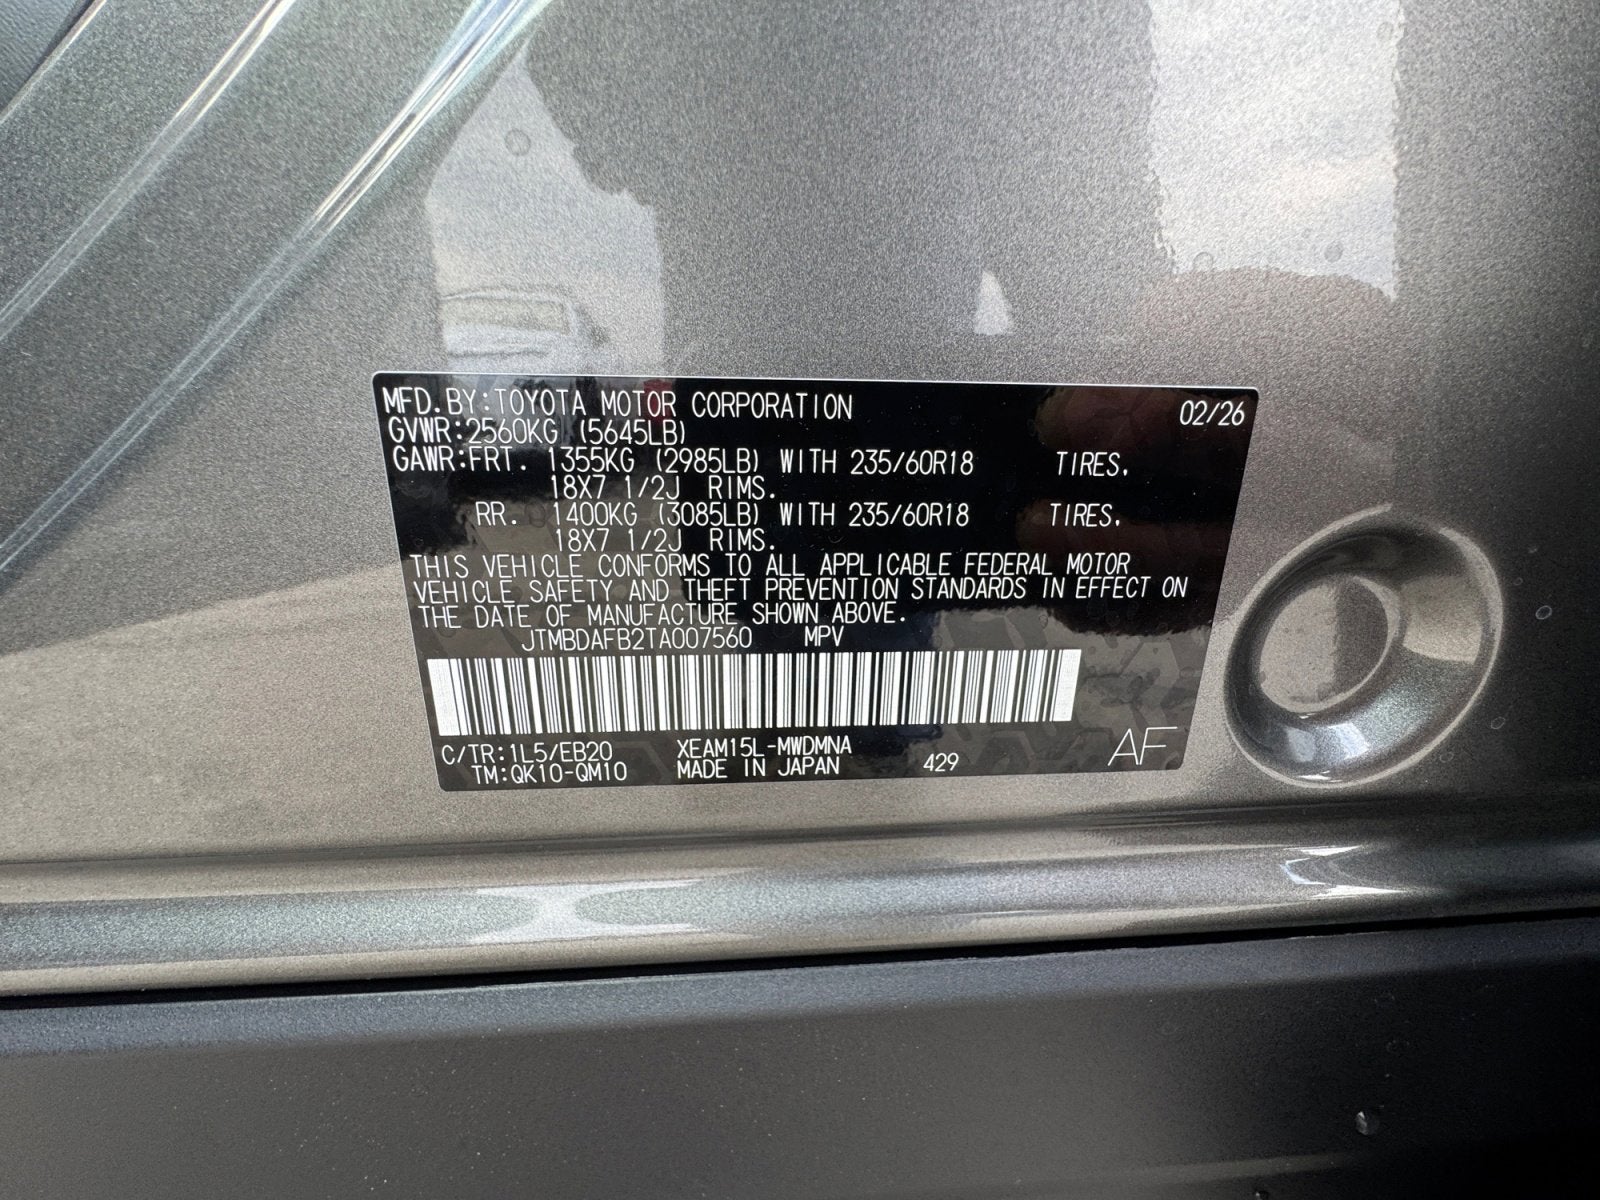 MFD.BY:TOYOTA MOTOR CORPORATION 02/26
GVWR:2560KG (5645LB)
GAWR:FRT. 1355KG (2985LB) WITH 235/60R18 TIRES,
18X7 1/2J RIMS.
RR. 1400KG (3085LB) WITH 235/60R18 TIRES,
18X7 1/2J RIMS.
THIS VEHICLE CONFORMS TO ALL APPLICABLE FEDERAL MOTOR
VEHICLE SAFETY AND THEFT PREVENTION STANDARDS IN EFFECT ON
THE DATE OF MANUFACTURE SHOWN ABOVE.
JTMBDAFB2TA007560 MPV
C/TR:1L5/EB20 XEAM15L-MWDMNA
TM:QK10-QM10 MADE IN JAPAN 429 AF